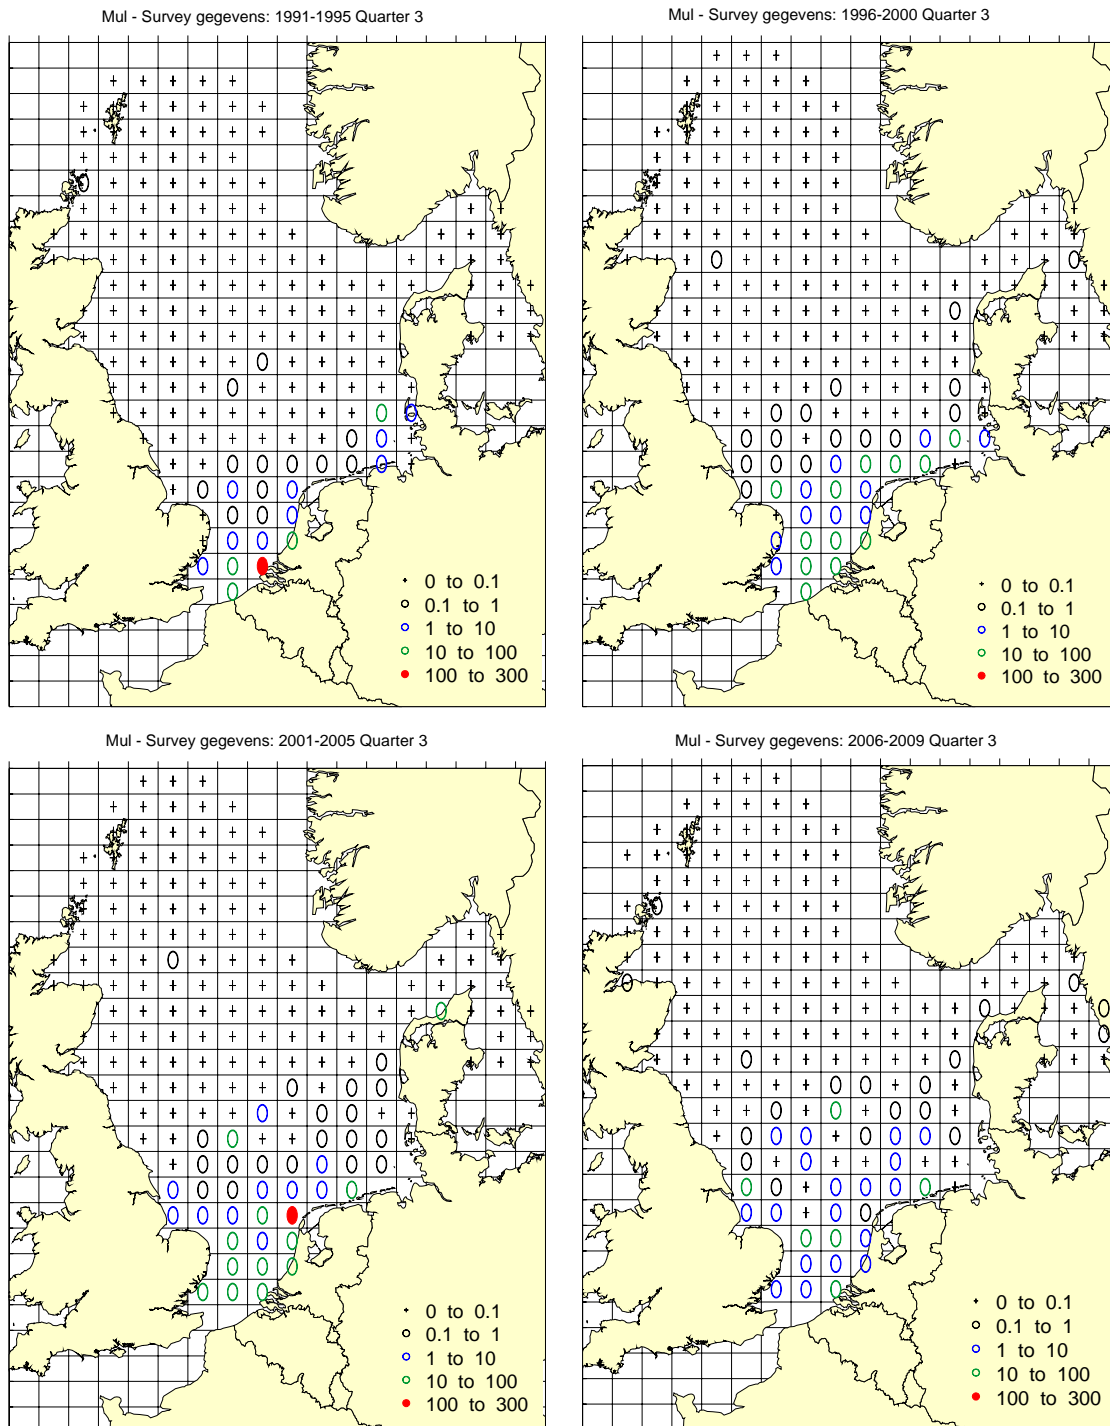 Mul - Survey gegevens: 1991-1995 Quarter 3
0 to 0.1
0.1 to 1
1 to 10
10 to 100
100 to 300
Mul - Survey gegevens: 1996-2000 Quarter 3
0 to 0.1
0.1 to 1
1 to 10
10 to 100
100 to 300
Mul - Survey gegevens: 2001-2005 Quarter 3
0 to 0.1
0.1 to 1
1 to 10
10 to 100
100 to 300
Mul - Survey gegevens: 2006-2009 Quarter 3
0 to 0.1
0.1 to 1
1 to 10
10 to 100
100 to 300